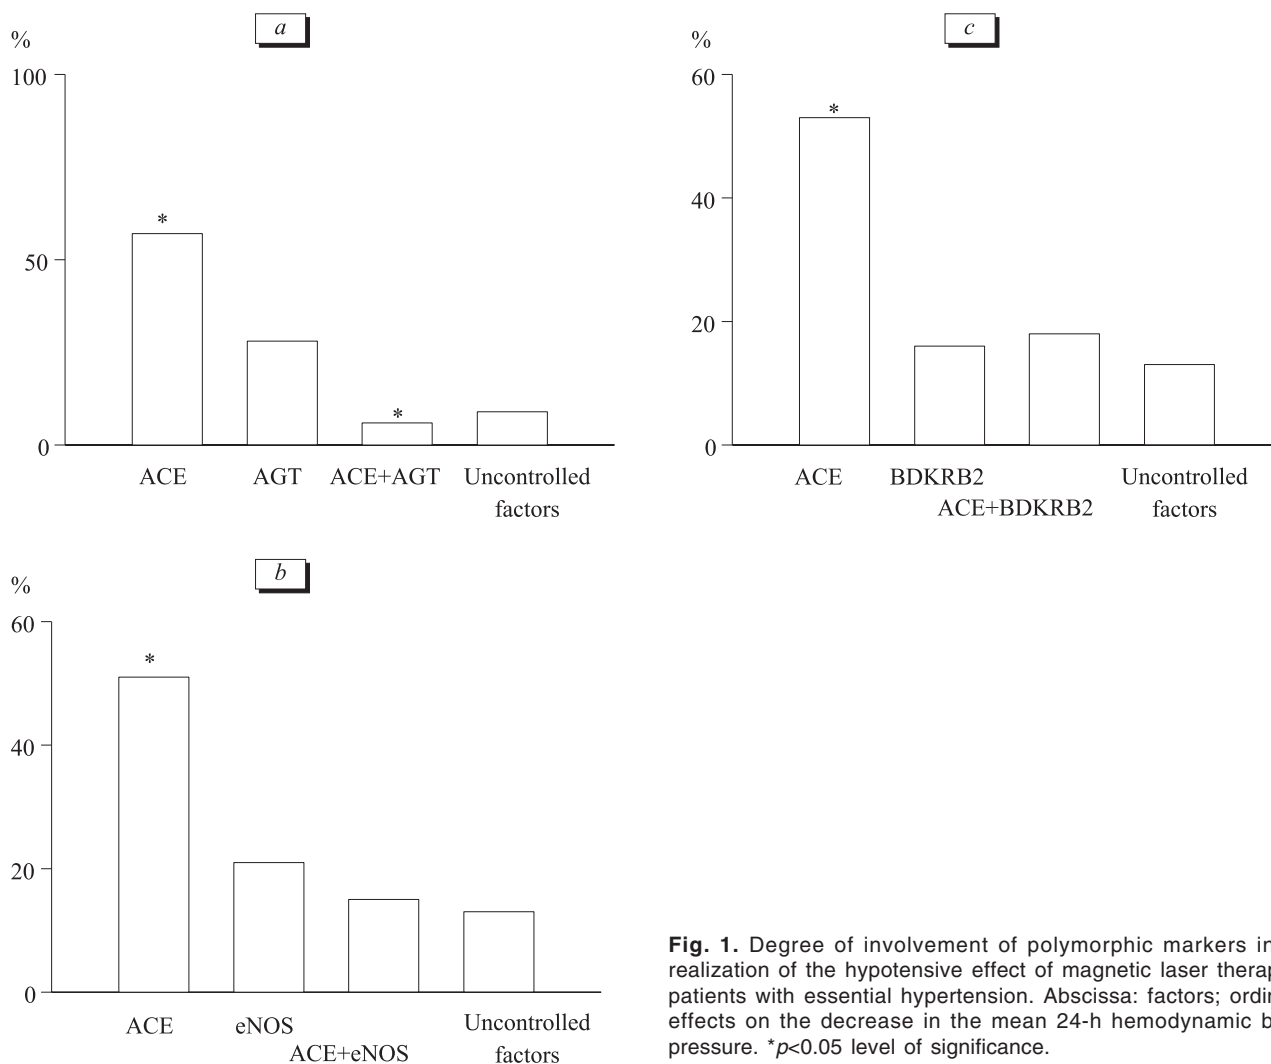 a
%
100
50
0
*
*
ACE AGT ACE+AGT Uncontrolled
factors
c
%
60
40
20
0
*
ACE BDKRB2 Uncontrolled
ACE+BDKRB2 factors
b
%
60
40
20
0
*
ACE eNOS Uncontrolled
ACE+eNOS factors
Fig. 1. Degree of involvement of polymorphic markers in
realization of the hypotensive effect of magnetic laser therap
patients with essential hypertension. Abscissa: factors; ordin
effects on the decrease in the mean 24-h hemodynamic b
pressure. *p<0.05 level of significance.